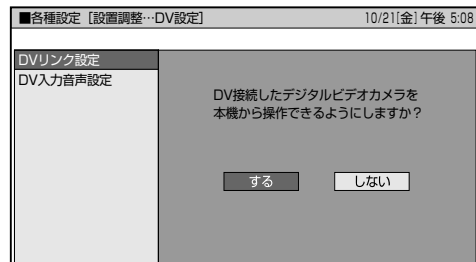 ■各種設定［設置調整…DV設定］ 10/21[金]午後 5:08
DVリンク設定
DV入力音声設定
DV接続したデジタルビデオカメラを
本機から操作できるようにしますか？
する しない